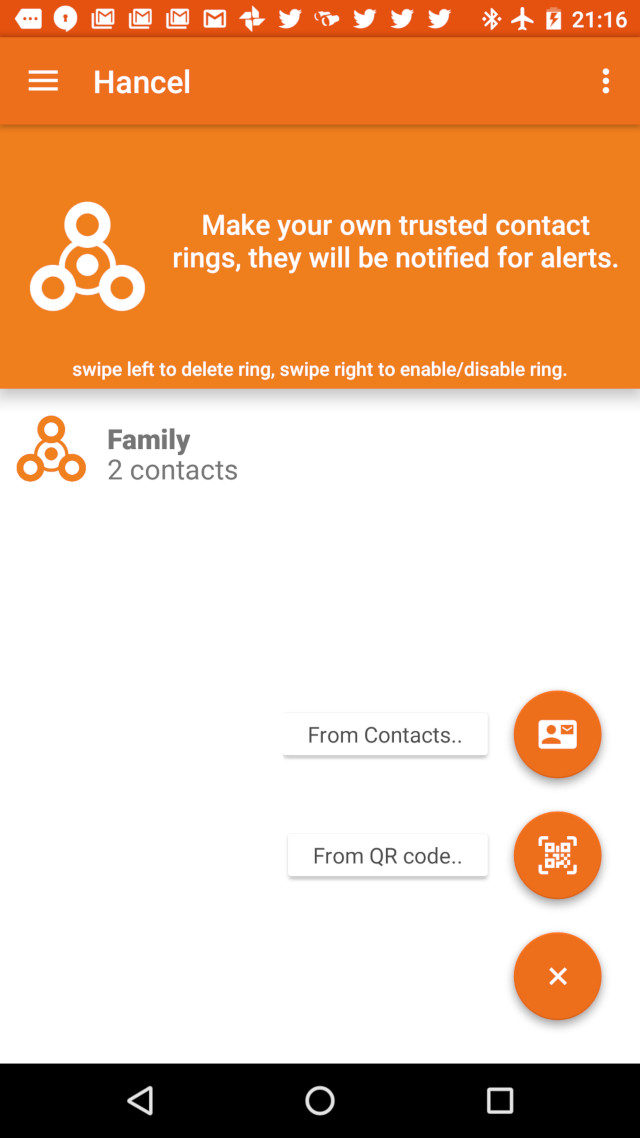 21:16
Hancel
Make your own trusted contact
rings, they will be notified for alerts.
swipe left to delete ring, swipe right to enable/disable ring.
Family
2 contacts
From Contacts..
From QR code..